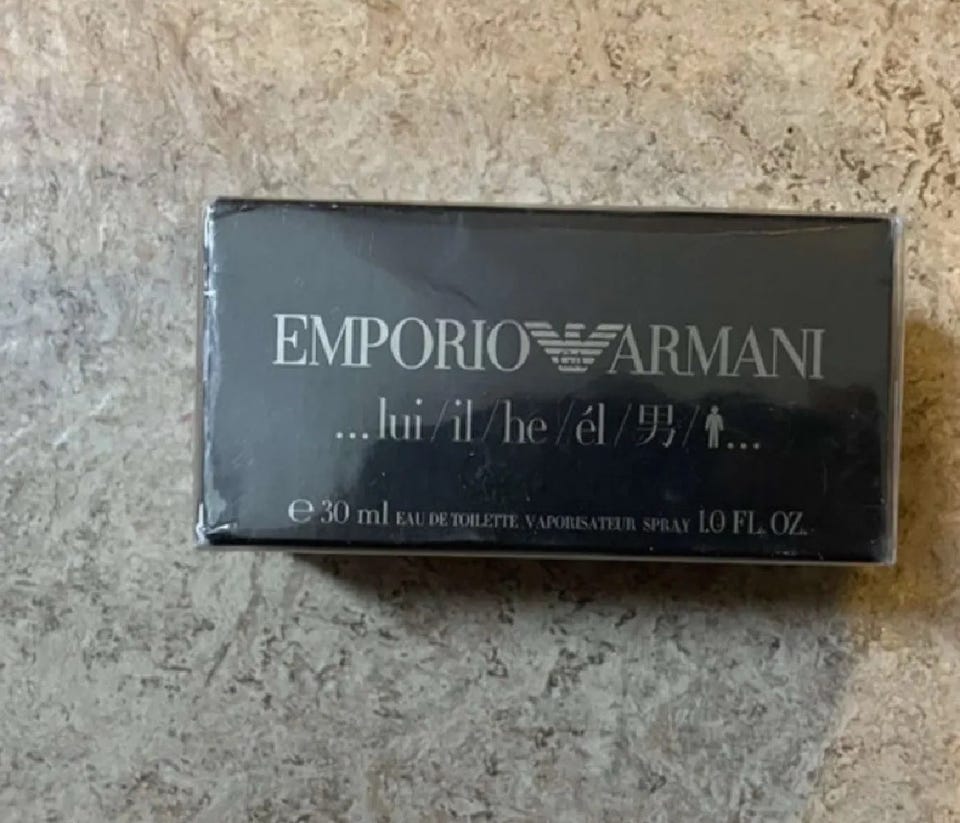 EMPORIO ARMANI
...lui/il/he/él/男/...
℮ 30 ml EAU DE TOILETTE VAPORISATEUR SPRAY 1.0 FL. OZ.